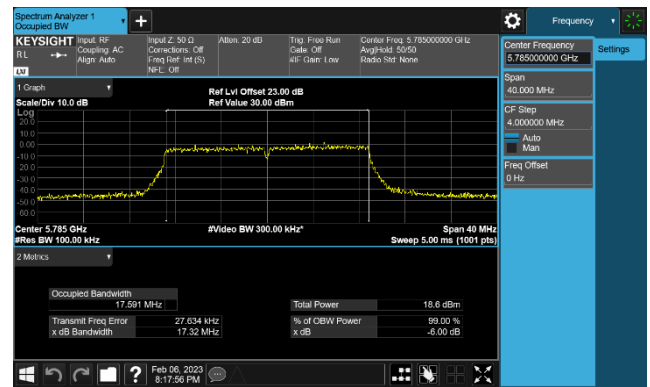 Spectrum Analyzer 1
Occupied BW
Frequency
KEYSIGHT
RL
LXI
Input: RF
Coupling: AC
Align: Auto
Input Z: 50 Ω
Corrections: Off
Freq Ref: Int (S)
NFE: Off
Atten: 20 dB
Trig: Free Run
Gate: Off
#IF Gain: Low
Center Freq: 5.785000000 GHz
Avg|Hold: 50/50
Radio Std: None
Center Frequency
5.785000000 GHz
Settings
Span
40.000 MHz
CF Step
4.000000 MHz
Auto
Man
Freq Offset
0 Hz
1 Graph
Scale/Div 10.0 dB
Ref Lvl Offset 23.00 dB
Ref Value 30.00 dBm
Log
20.0
10.0
0.00
-10.0
-20.0
-30.0
-40.0
-50.0
-60.0
Center 5.785 GHz
#Res BW 100.00 kHz
#Video BW 300.00 kHz*
Span 40 MHz
Sweep 5.00 ms (1001 pts)
2 Metrics
Occupied Bandwidth
17.591 MHz
Total Power 18.6 dBm
Transmit Freq Error 27.634 kHz
% of OBW Power 99.00 %
x dB Bandwidth 17.32 MHz
x dB -6.00 dB
?
Feb 06, 2023
8:17:56 PM